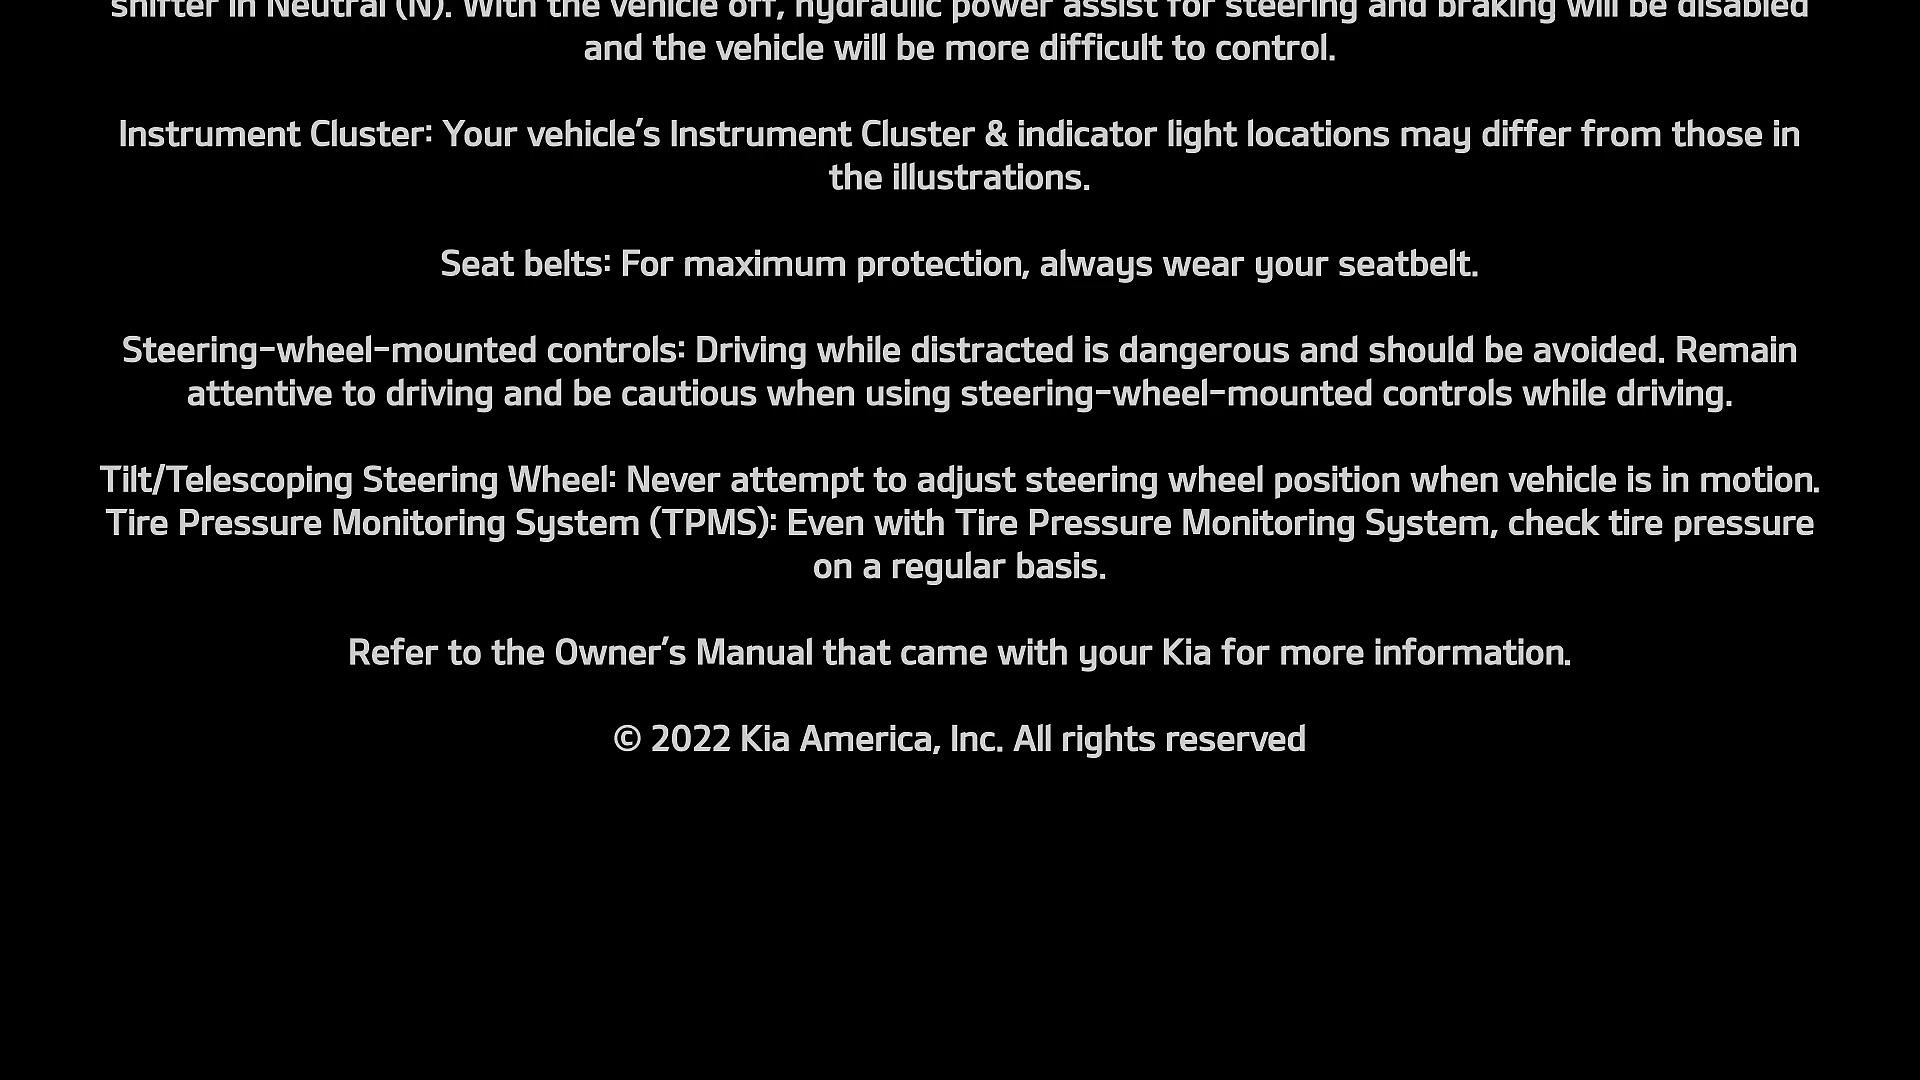 shifter in Neutral (N). With the vehicle off, hydraulic power assist for steering and braking will be disabled
and the vehicle will be more difficult to control.
Instrument Cluster: Your vehicle's Instrument Cluster & indicator light locations may differ from those in
the illustrations.
Seat belts: For maximum protection, always wear your seatbelt.
Steering-wheel-mounted controls: Driving while distracted is dangerous and should be avoided. Remain
attentive to driving and be cautious when using steering-wheel-mounted controls while driving.
Tilt/Telescoping Steering Wheel: Never attempt to adjust steering wheel position when vehicle is in motion.
Tire Pressure Monitoring System (TPMS): Even with Tire Pressure Monitoring System, check tire pressure
on a regular basis.
Refer to the Owner's Manual that came with your Kia for more information.
© 2022 Kia America, Inc. All rights reserved